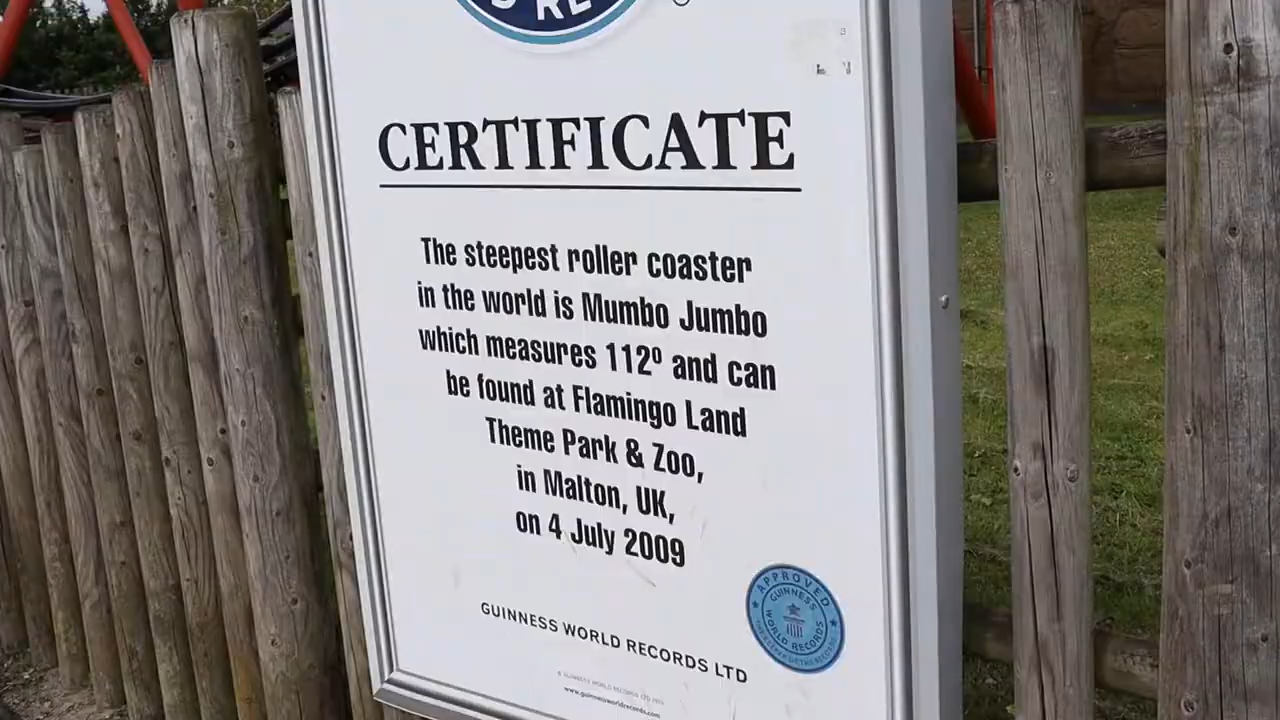 D RE
CERTIFICATE
The steepest roller coaster
in the world is Mumbo Jumbo
which measures 112º and can
be found at Flamingo Land
Theme Park & Zoo,
in Malton, UK,
on 4 July 2009
APPROVED
GUINNESS
WORLD RECORDS
GUINNESS WORLD RECORDS LTD
www.guinnessworldrecords.com